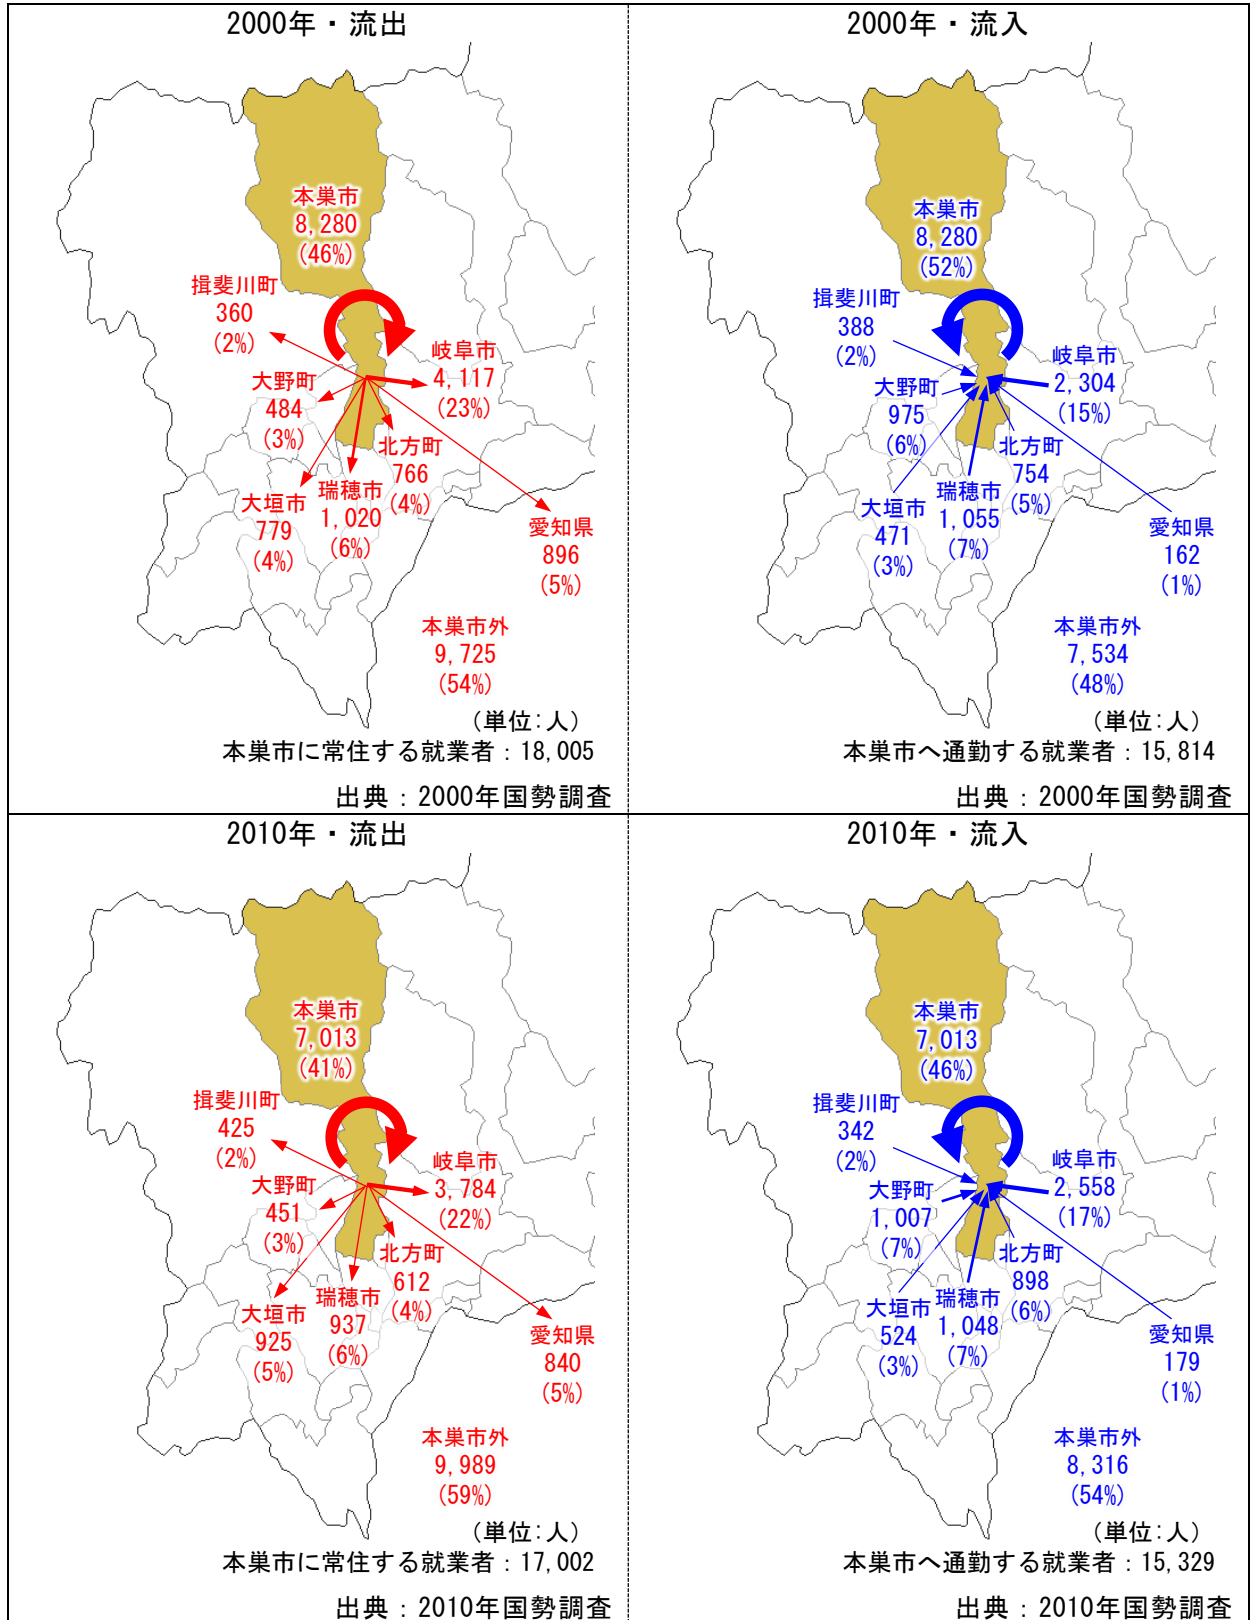 2000年・流出
本巣市
8,280
(46%)
揖斐川町
360
(2%)
岐阜市
4,117
(23%)
大野町
484
(3%)
北方町
766
(4%)
瑞穂市
1,020
(6%)
大垣市
779
(4%)
愛知県
896
(5%)
本巣市外
9,725
(54%)
(単位:人)
本巣市に常住する就業者：18,005
出典：2000年国勢調査
2000年・流入
本巣市
8,280
(52%)
揖斐川町
388
(2%)
岐阜市
2,304
(15%)
大野町
975
(6%)
北方町
754
(5%)
瑞穂市
1,055
(7%)
大垣市
471
(3%)
愛知県
162
(1%)
本巣市外
7,534
(48%)
(単位:人)
本巣市へ通勤する就業者：15,814
出典：2000年国勢調査
2010年・流出
本巣市
7,013
(41%)
揖斐川町
425
(2%)
岐阜市
3,784
(22%)
大野町
451
(3%)
北方町
612
(4%)
瑞穂市
937
(6%)
大垣市
925
(5%)
愛知県
840
(5%)
本巣市外
9,989
(59%)
(単位:人)
本巣市に常住する就業者：17,002
出典：2010年国勢調査
2010年・流入
本巣市
7,013
(46%)
揖斐川町
342
(2%)
岐阜市
2,558
(17%)
大野町
1,007
(7%)
北方町
898
(6%)
瑞穂市
1,048
(7%)
大垣市
524
(3%)
愛知県
179
(1%)
本巣市外
8,316
(54%)
(単位:人)
本巣市へ通勤する就業者：15,329
出典：2010年国勢調査